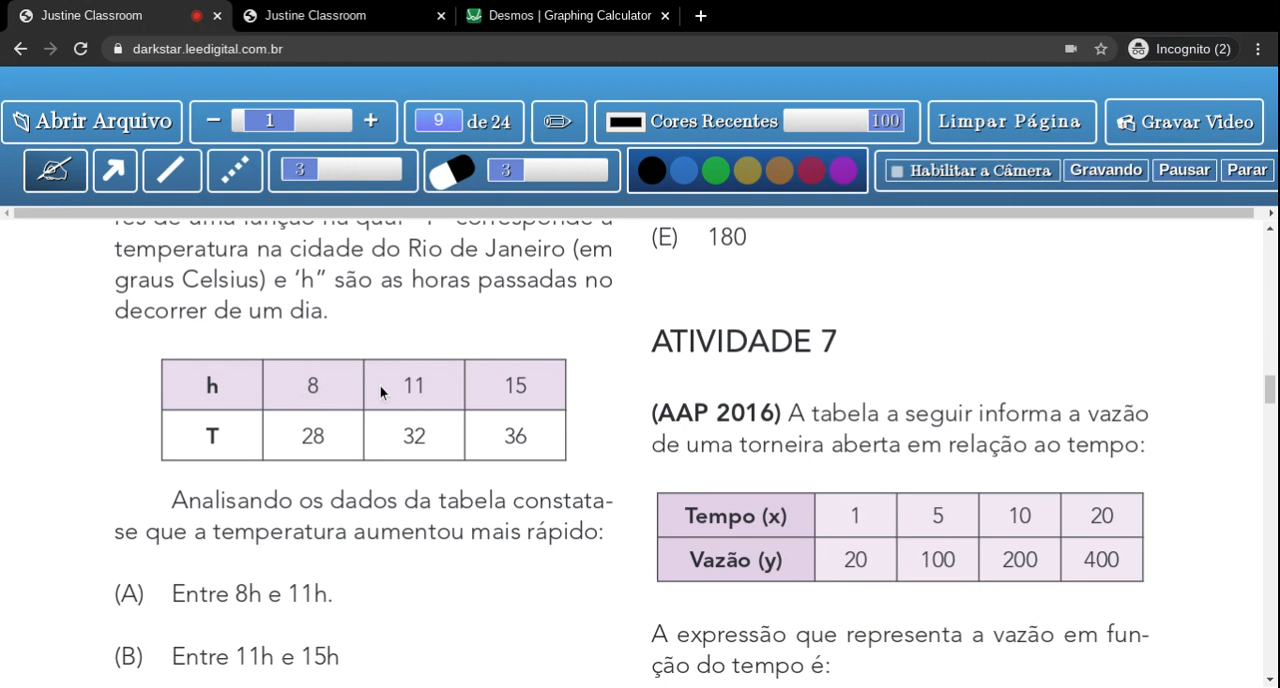 Justine Classroom
Justine Classroom
Desmos | Graphing Calculator
darkstar.leedigital.com.br
Incognito (2)
Abrir Arquivo
1
9 de 24
Cores Recentes
100
Limpar Página
Gravar Video
3
3
Habilitar a Câmera
Gravando
Pausar
Parar
temperatura na cidade do Rio de Janeiro (em
graus Celsius) e ‘h” são as horas passadas no
decorrer de um dia.
h 8 11 15
T 28 32 36
Analisando os dados da tabela constata-
se que a temperatura aumentou mais rápido:
(A) Entre 8h e 11h.
(B) Entre 11h e 15h
(E) 180
ATIVIDADE 7
(AAP 2016) A tabela a seguir informa a vazão
de uma torneira aberta em relação ao tempo:
Tempo (x) 1 5 10 20
Vazão (y) 20 100 200 400
A expressão que representa a vazão em fun-
ção do tempo é: